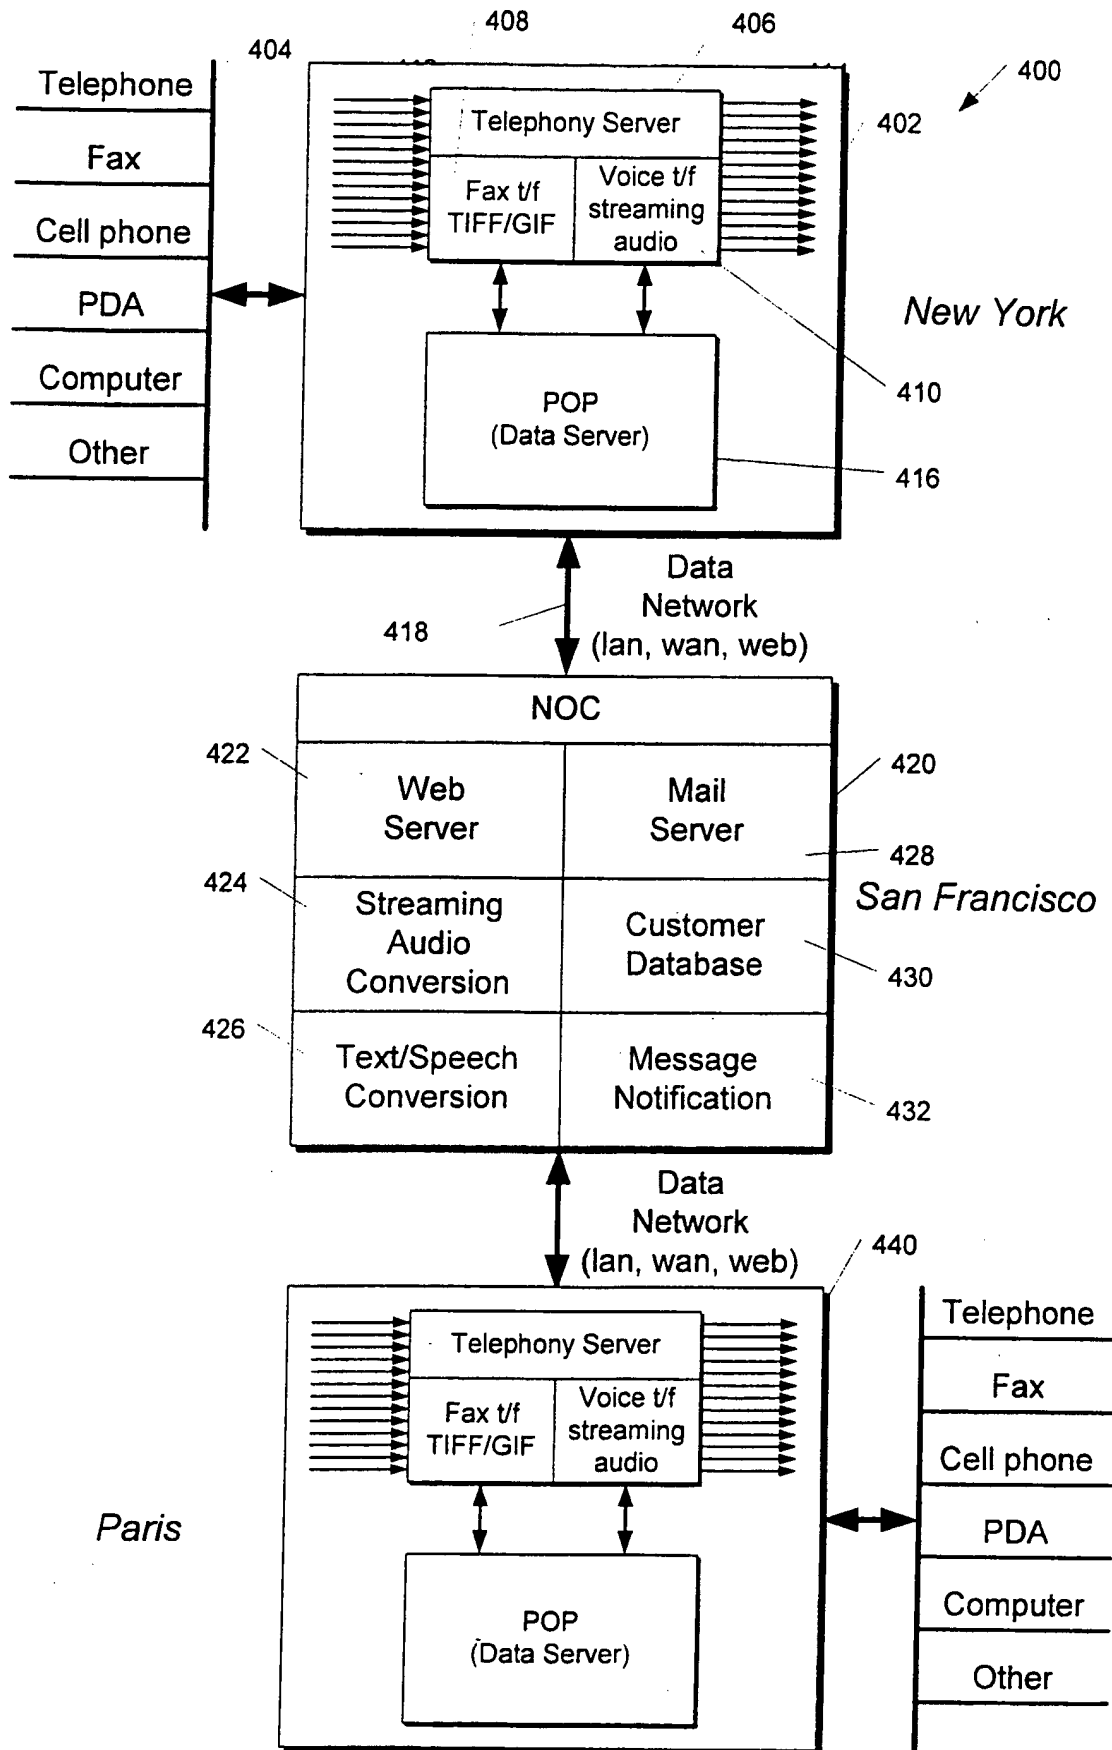 408
406
404
400
Telephone
402
Telephony Server
Fax
Fax t/f
TIFF/GIF
Voice t/f
streaming
audio
Cell phone
PDA
New York
Computer
410
POP
(Data Server)
Other
416
Data
Network
(lan, wan, web)
418
NOC
422
420
Web
Server
Mail
Server
428
424
San Francisco
Streaming
Audio
Conversion
Customer
Database
430
426
Text/Speech
Conversion
Message
Notification
432
Data
Network
(lan, wan, web)
440
Telephone
Telephony Server
Fax
Fax t/f
TIFF/GIF
Voice t/f
streaming
audio
Cell phone
Paris
PDA
Computer
POP
(Data Server)
Other